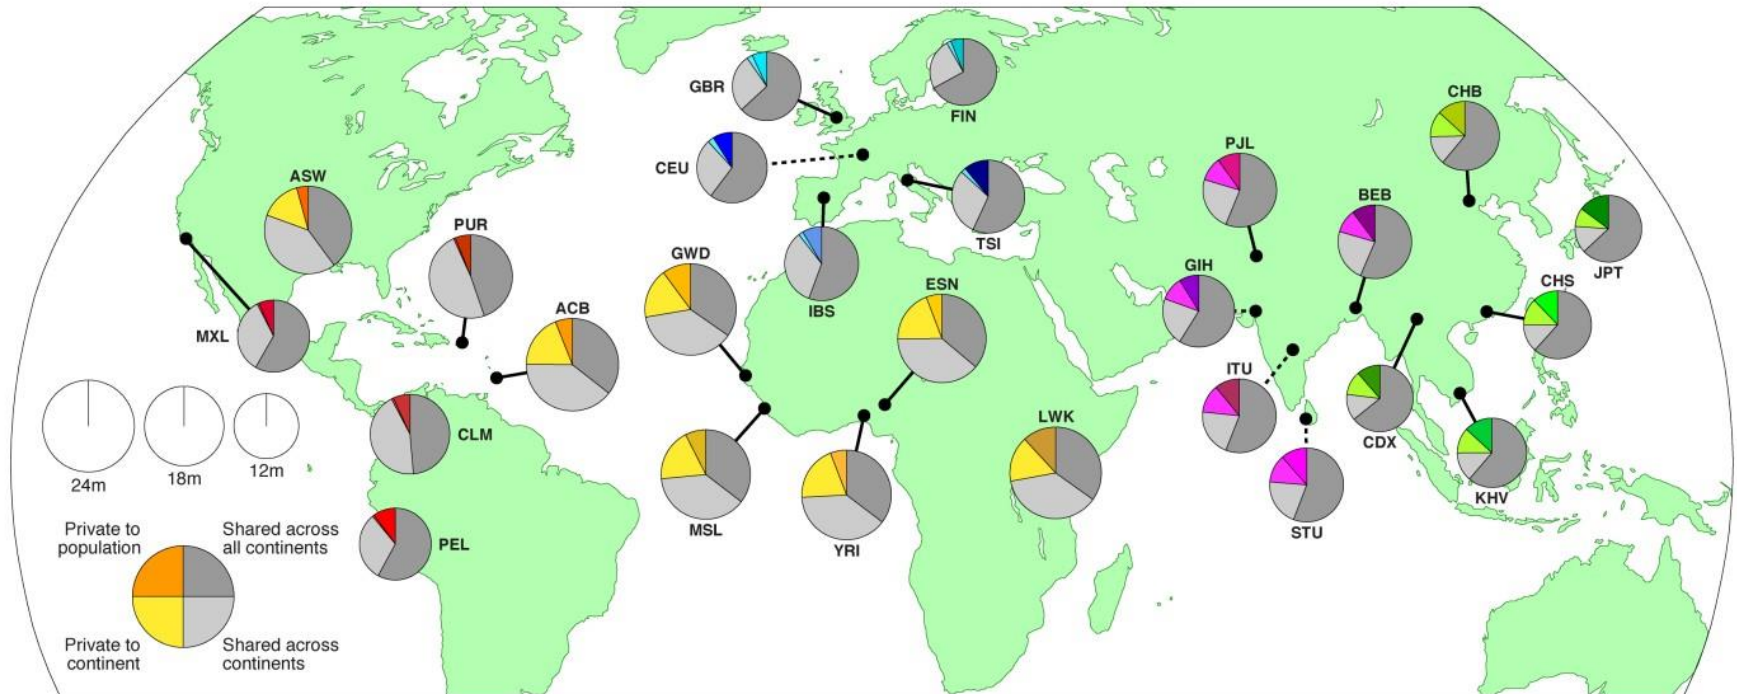 GBR
FIN
CHB
CEU
PJL
ASW
BEB
PUR
TSI
GWD
GIH
JPT
ESN
CHS
IBS
ACB
MXL
ITU
LWK
CLM
CDX
24m
18m
12m
KHV
MSL
STU
YRI
PEL
Private to
population
Shared across
all continents
Private to
continent
Shared across
continents